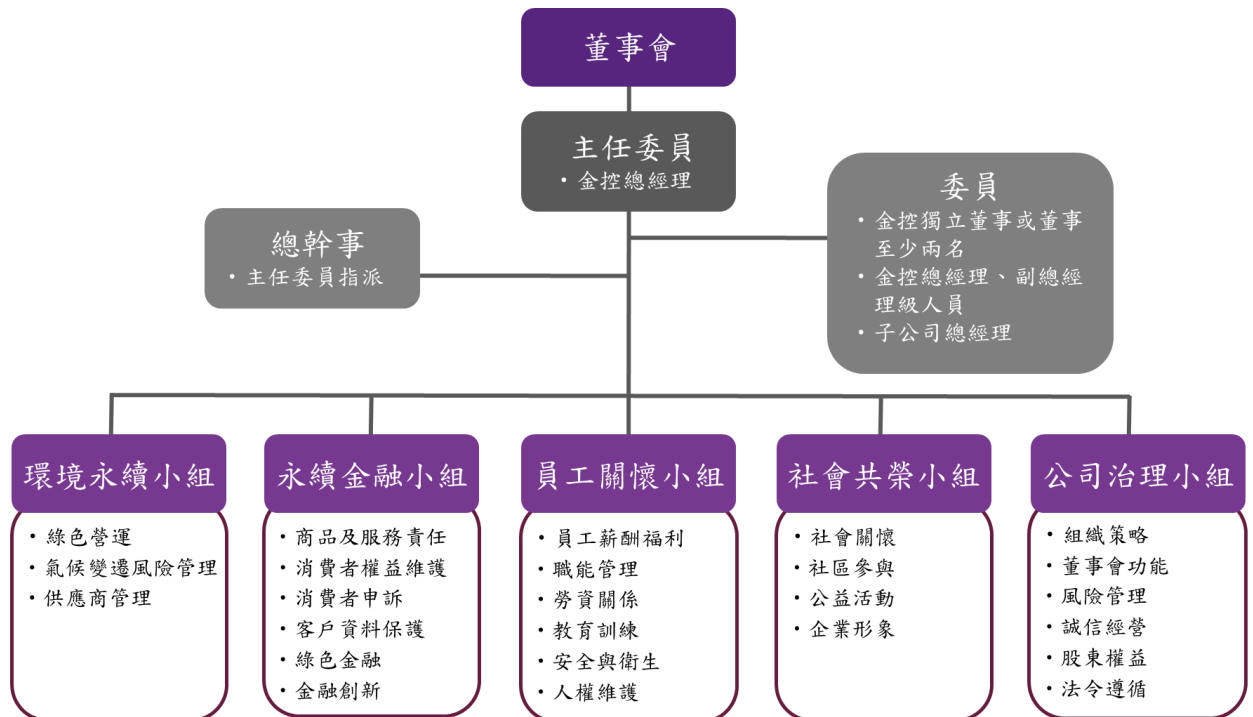 董事會
主任委員
・金控總經理
委員
・金控獨立董事或董事
至少兩名
・金控總經理、副總經
理級人員
・子公司總經理
總幹事
・主任委員指派
環境永續小組
・綠色營運
・氣候變遷風險管理
・供應商管理
永續金融小組
・商品及服務責任
・消費者權益維護
・消費者申訴
・客戶資料保護
・綠色金融
・金融創新
員工關懷小組
・員工薪酬福利
・職能管理
・勞資關係
・教育訓練
・安全與衛生
・人權維護
社會共榮小組
・社會關懷
・社區參與
・公益活動
・企業形象
公司治理小組
・組織策略
・董事會功能
・風險管理
・誠信經營
・股東權益
・法令遵循